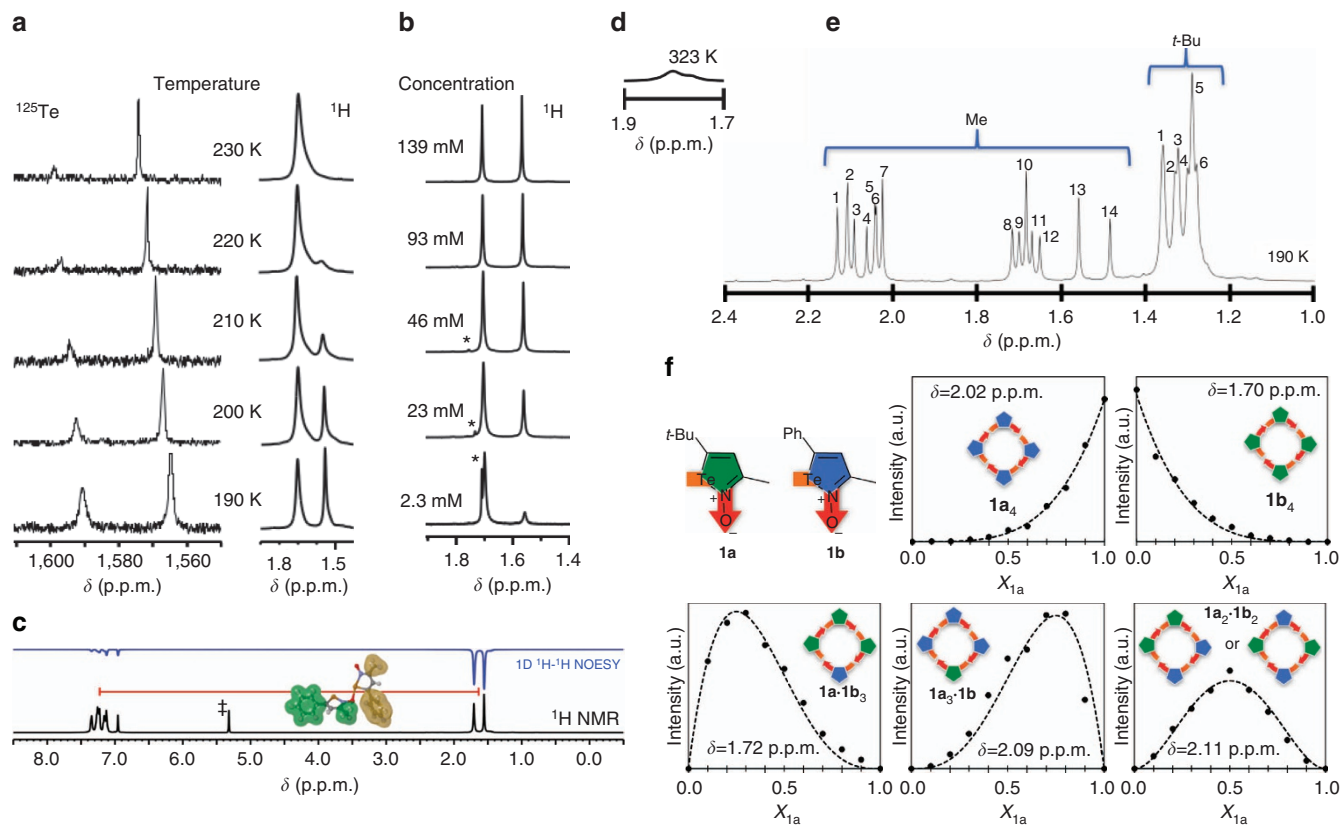 a
Temperature
125Te
1H
230 K
220 K
210 K
200 K
190 K
1,600
1,580
1,560
1.7
1.5
δ (p.p.m.)
δ (p.p.m.)
b
Concentration
1H
139 mM
93 mM
46 mM
*
23 mM
*
2.3 mM
*
1.8
1.6
1.4
δ (p.p.m.)
c
1D 1H-1H NOESY
‡
1H NMR
8.0
7.0
6.0
5.0
4.0
3.0
2.0
1.0
0.0
δ (p.p.m.)
d
323 K
1.9
1.7
δ (p.p.m.)
e
t-Bu
Me
1
2
3
4
5
6
7
8
9
10
11
12
13
14
1
2
3
4
5
6
190 K
2.4
2.2
2.0
1.8
1.6
1.4
1.2
1.0
δ (p.p.m.)
f
t-Bu
Te
N
+
O
−
1a
Ph
Te
N
+
O
−
1b
Intensity (a.u.)
δ=2.02 p.p.m.
1a4
0.0
0.5
1.0
X1a
Intensity (a.u.)
δ=1.70 p.p.m.
1b4
0.0
0.5
1.0
X1a
Intensity (a.u.)
1a·1b3
δ=1.72 p.p.m.
0.0
0.5
1.0
X1a
Intensity (a.u.)
1a3·1b
δ=2.09 p.p.m.
0.0
0.5
1.0
X1a
Intensity (a.u.)
1a2·1b2
or
δ=2.11 p.p.m.
0.0
0.5
1.0
X1a